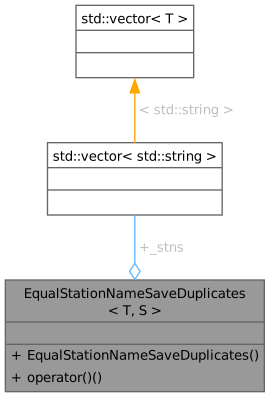 std::vector< T >
< std::string >
std::vector< std::string >
+_stns
EqualStationNameSaveDuplicates
< T, S >
+ EqualStationNameSaveDuplicates()
+ operator()()